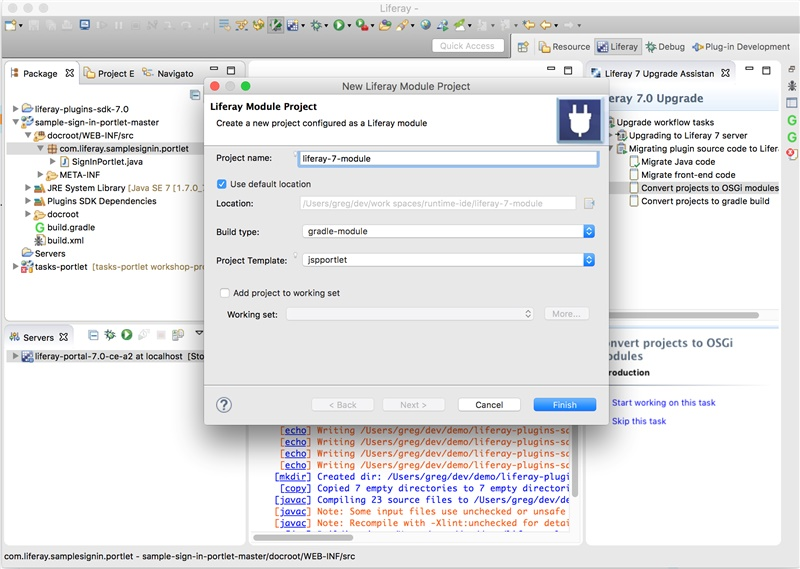 Liferay -
Quick Access
Resource
Liferay
Debug
Plug-in Development
Package
Project E
Navigato
liferay-plugins-sdk-7.0
sample-sign-in-portlet-master
docroot/WEB-INF/src
com.liferay.samplesignin.portlet
SignInPortlet.java
META-INF
JRE System Library [Java SE 7 [1.7.0_
Plugins SDK Dependencies
docroot
build.gradle
build.xml
Servers
tasks-portlet [tasks-portlet workshop-pr
Servers
liferay-portal-7.0-ce-a2 at localhost [Sto
New Liferay Module Project
Liferay Module Project
Create a new project configured as a Liferay module
Project name:
liferay-7-module
Use default location
Location:
/Users/greg/dev/work spaces/runtime-ide/liferay-7-module
Build type:
gradle-module
Project Template:
jspportlet
Add project to working set
Working set:
More...
?
< Back
Next >
Cancel
Finish
Liferay 7 Upgrade Assistan
eray 7.0 Upgrade
Upgrade workflow tasks
Upgrading to Liferay 7 server
Migrating plugin source code to Lifera
Migrate Java code
Migrate front-end code
Convert projects to OSGi modules
Convert projects to gradle build
nvert projects to OSGi
odules
roduction
Start working on this task
Skip this task
[echo] Writing /Users/greg/dev/demo/liferay-plugins-sd
[echo] Writing /Users/greg/dev/demo/liferay-plugins-sd
[echo] Writing /Users/greg/dev/demo/liferay-plugins-sd
[echo] Writing /Users/greg/dev/demo/liferay-plugins-sd
[mkdir] Created dir: /Users/greg/dev/demo/liferay-plugi
[copy] Copied 7 empty directories to 7 empty directori
[javac] Compiling 23 source files to /Users/greg/dev/de
[javac] Note: Some input files use unchecked or unsafe
[javac] Note: Recompile with -Xlint:unchecked for detai
com.liferay.samplesignin.portlet - sample-sign-in-portlet-master/docroot/WEB-INF/src